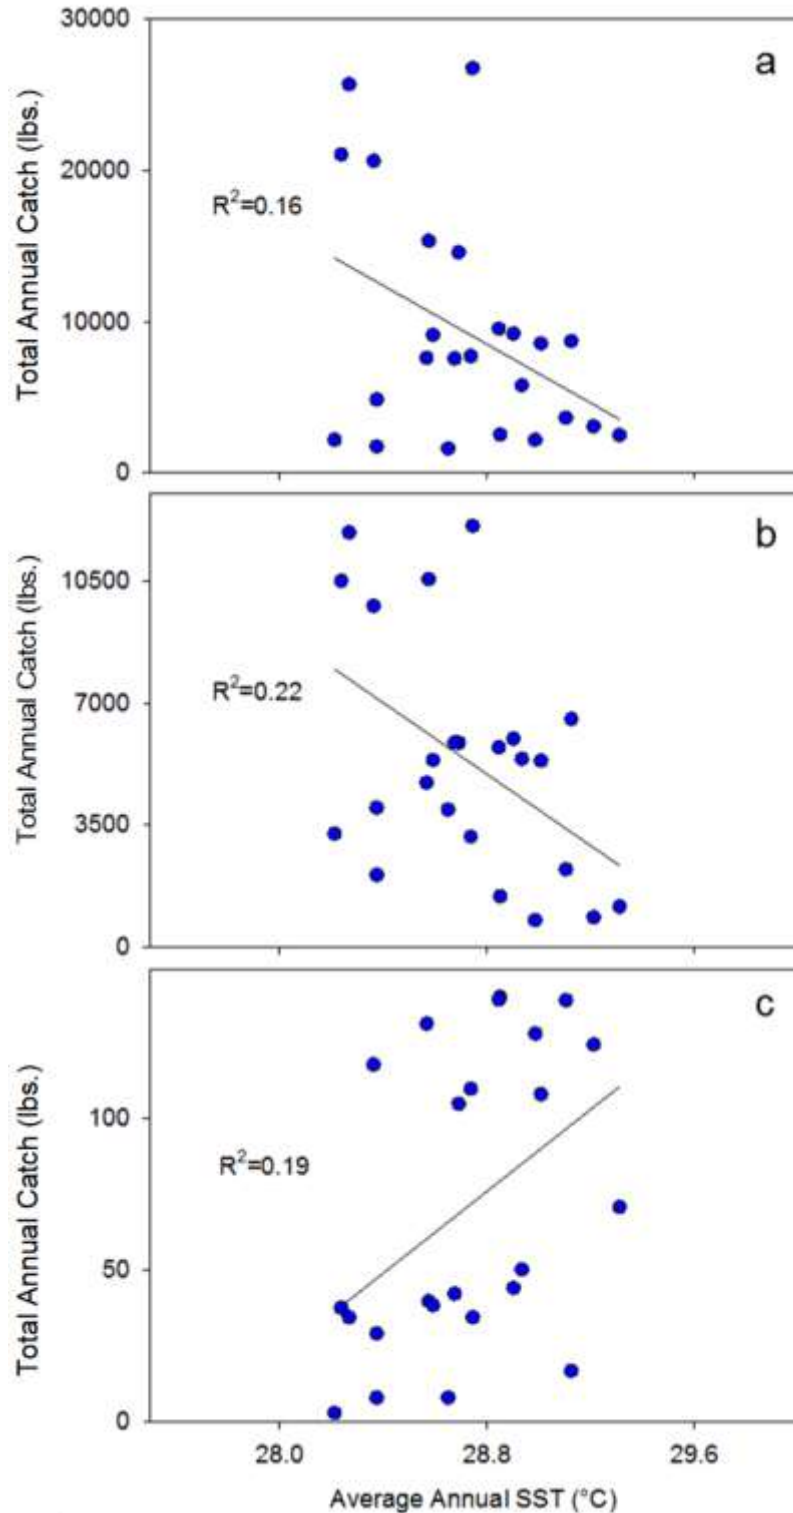 30000
a
20000
R²=0.16
10000
0
Total Annual Catch (lbs.)
b
10500
R²=0.22
7000
3500
0
Total Annual Catch (lbs.)
c
100
R²=0.19
50
0
Total Annual Catch (lbs.)
28.0 28.8 29.6
Average Annual SST (°C)